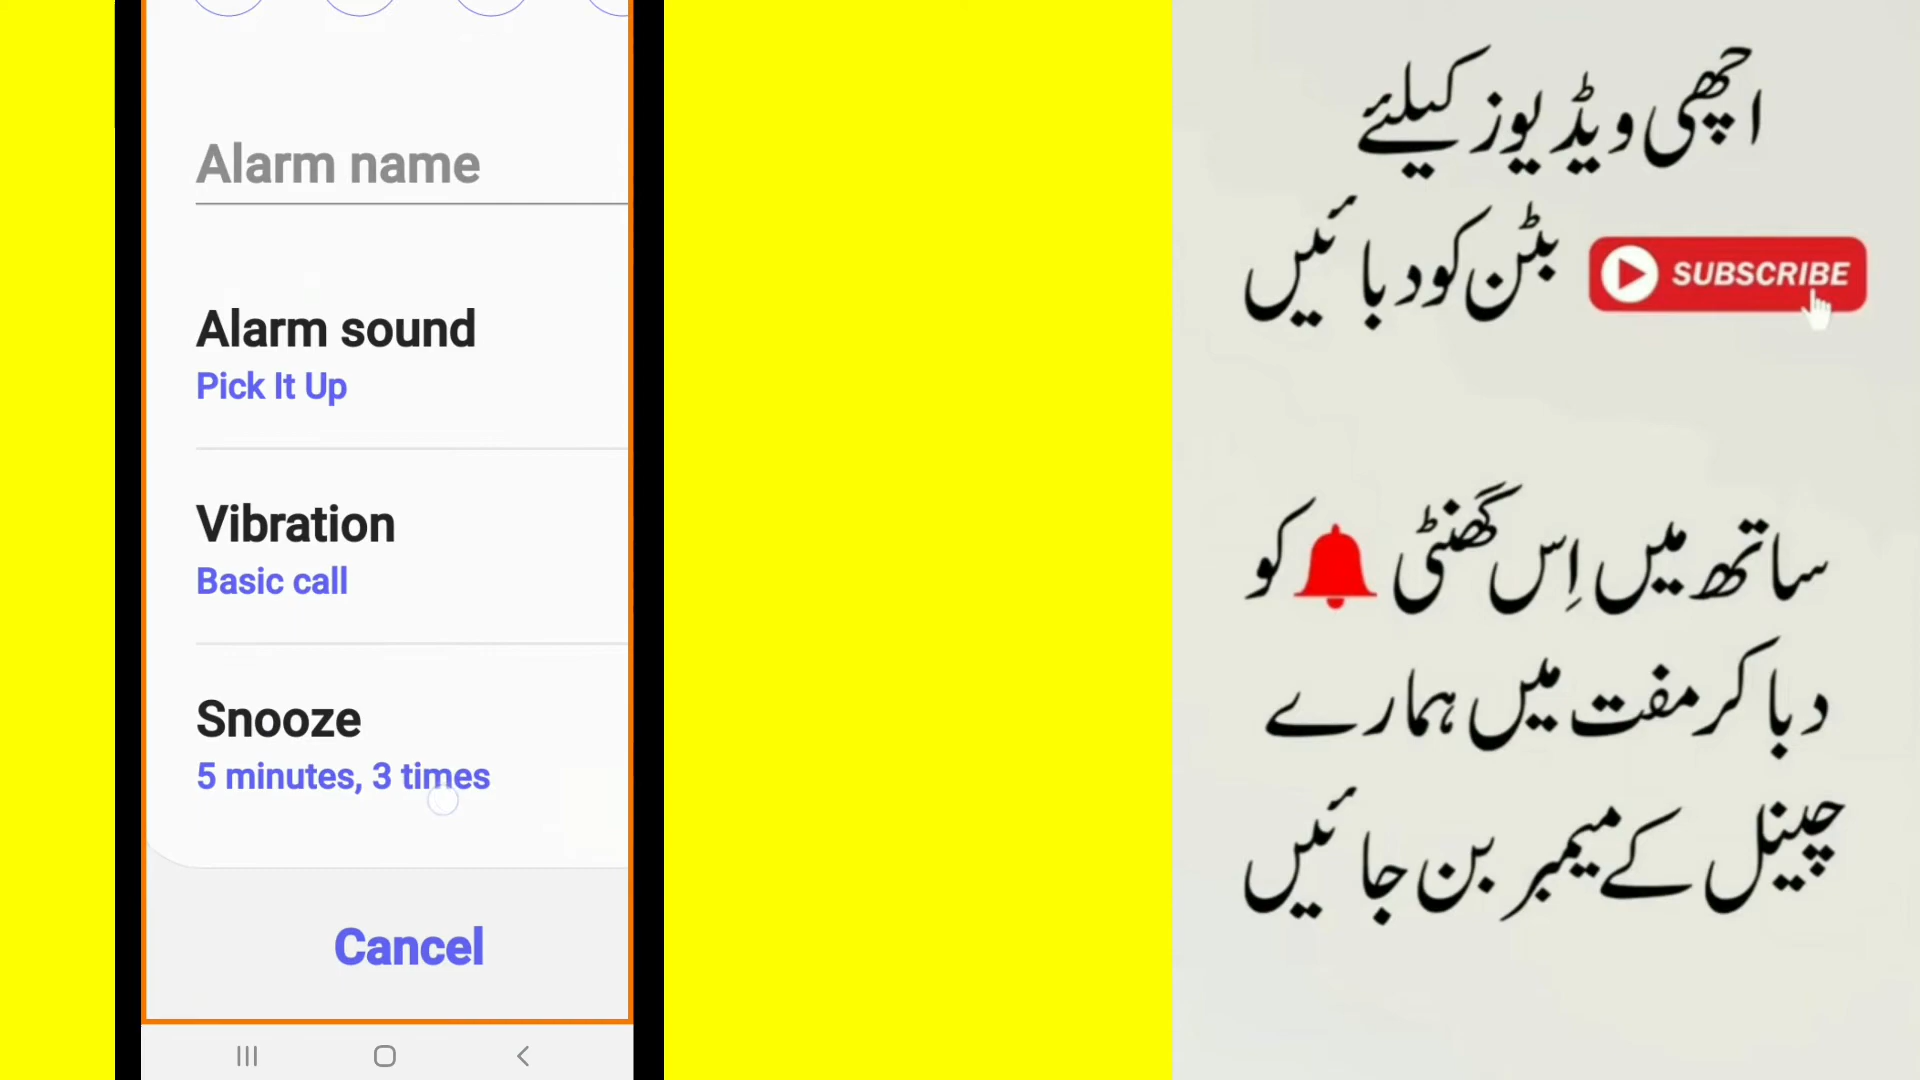 Alarm name
Alarm sound
Pick It Up
Vibration
Basic call
Snooze
5 minutes, 3 times
Cancel
اچھی ویڈیوز کیلئے
SUBSCRIBE بٹن کو دبائیں
ساتھ میں اِس گھنٹی کو
دبا کر مفت میں ہمارے
چینل کے میمبر بن جائیں